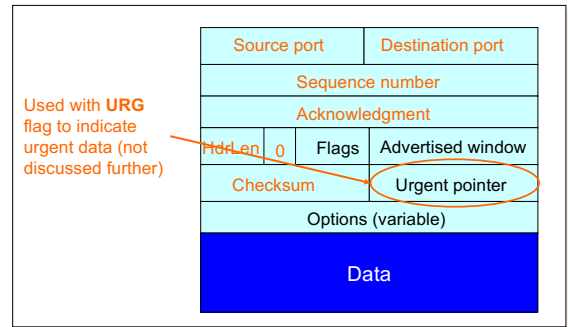 Source port
Destination port
Sequence number
Acknowledgment
Used with URG
flag to indicate
urgent data (not
discussed further)
HdrLen
0
Flags
Advertised window
Checksum
Urgent pointer
Options (variable)
Data